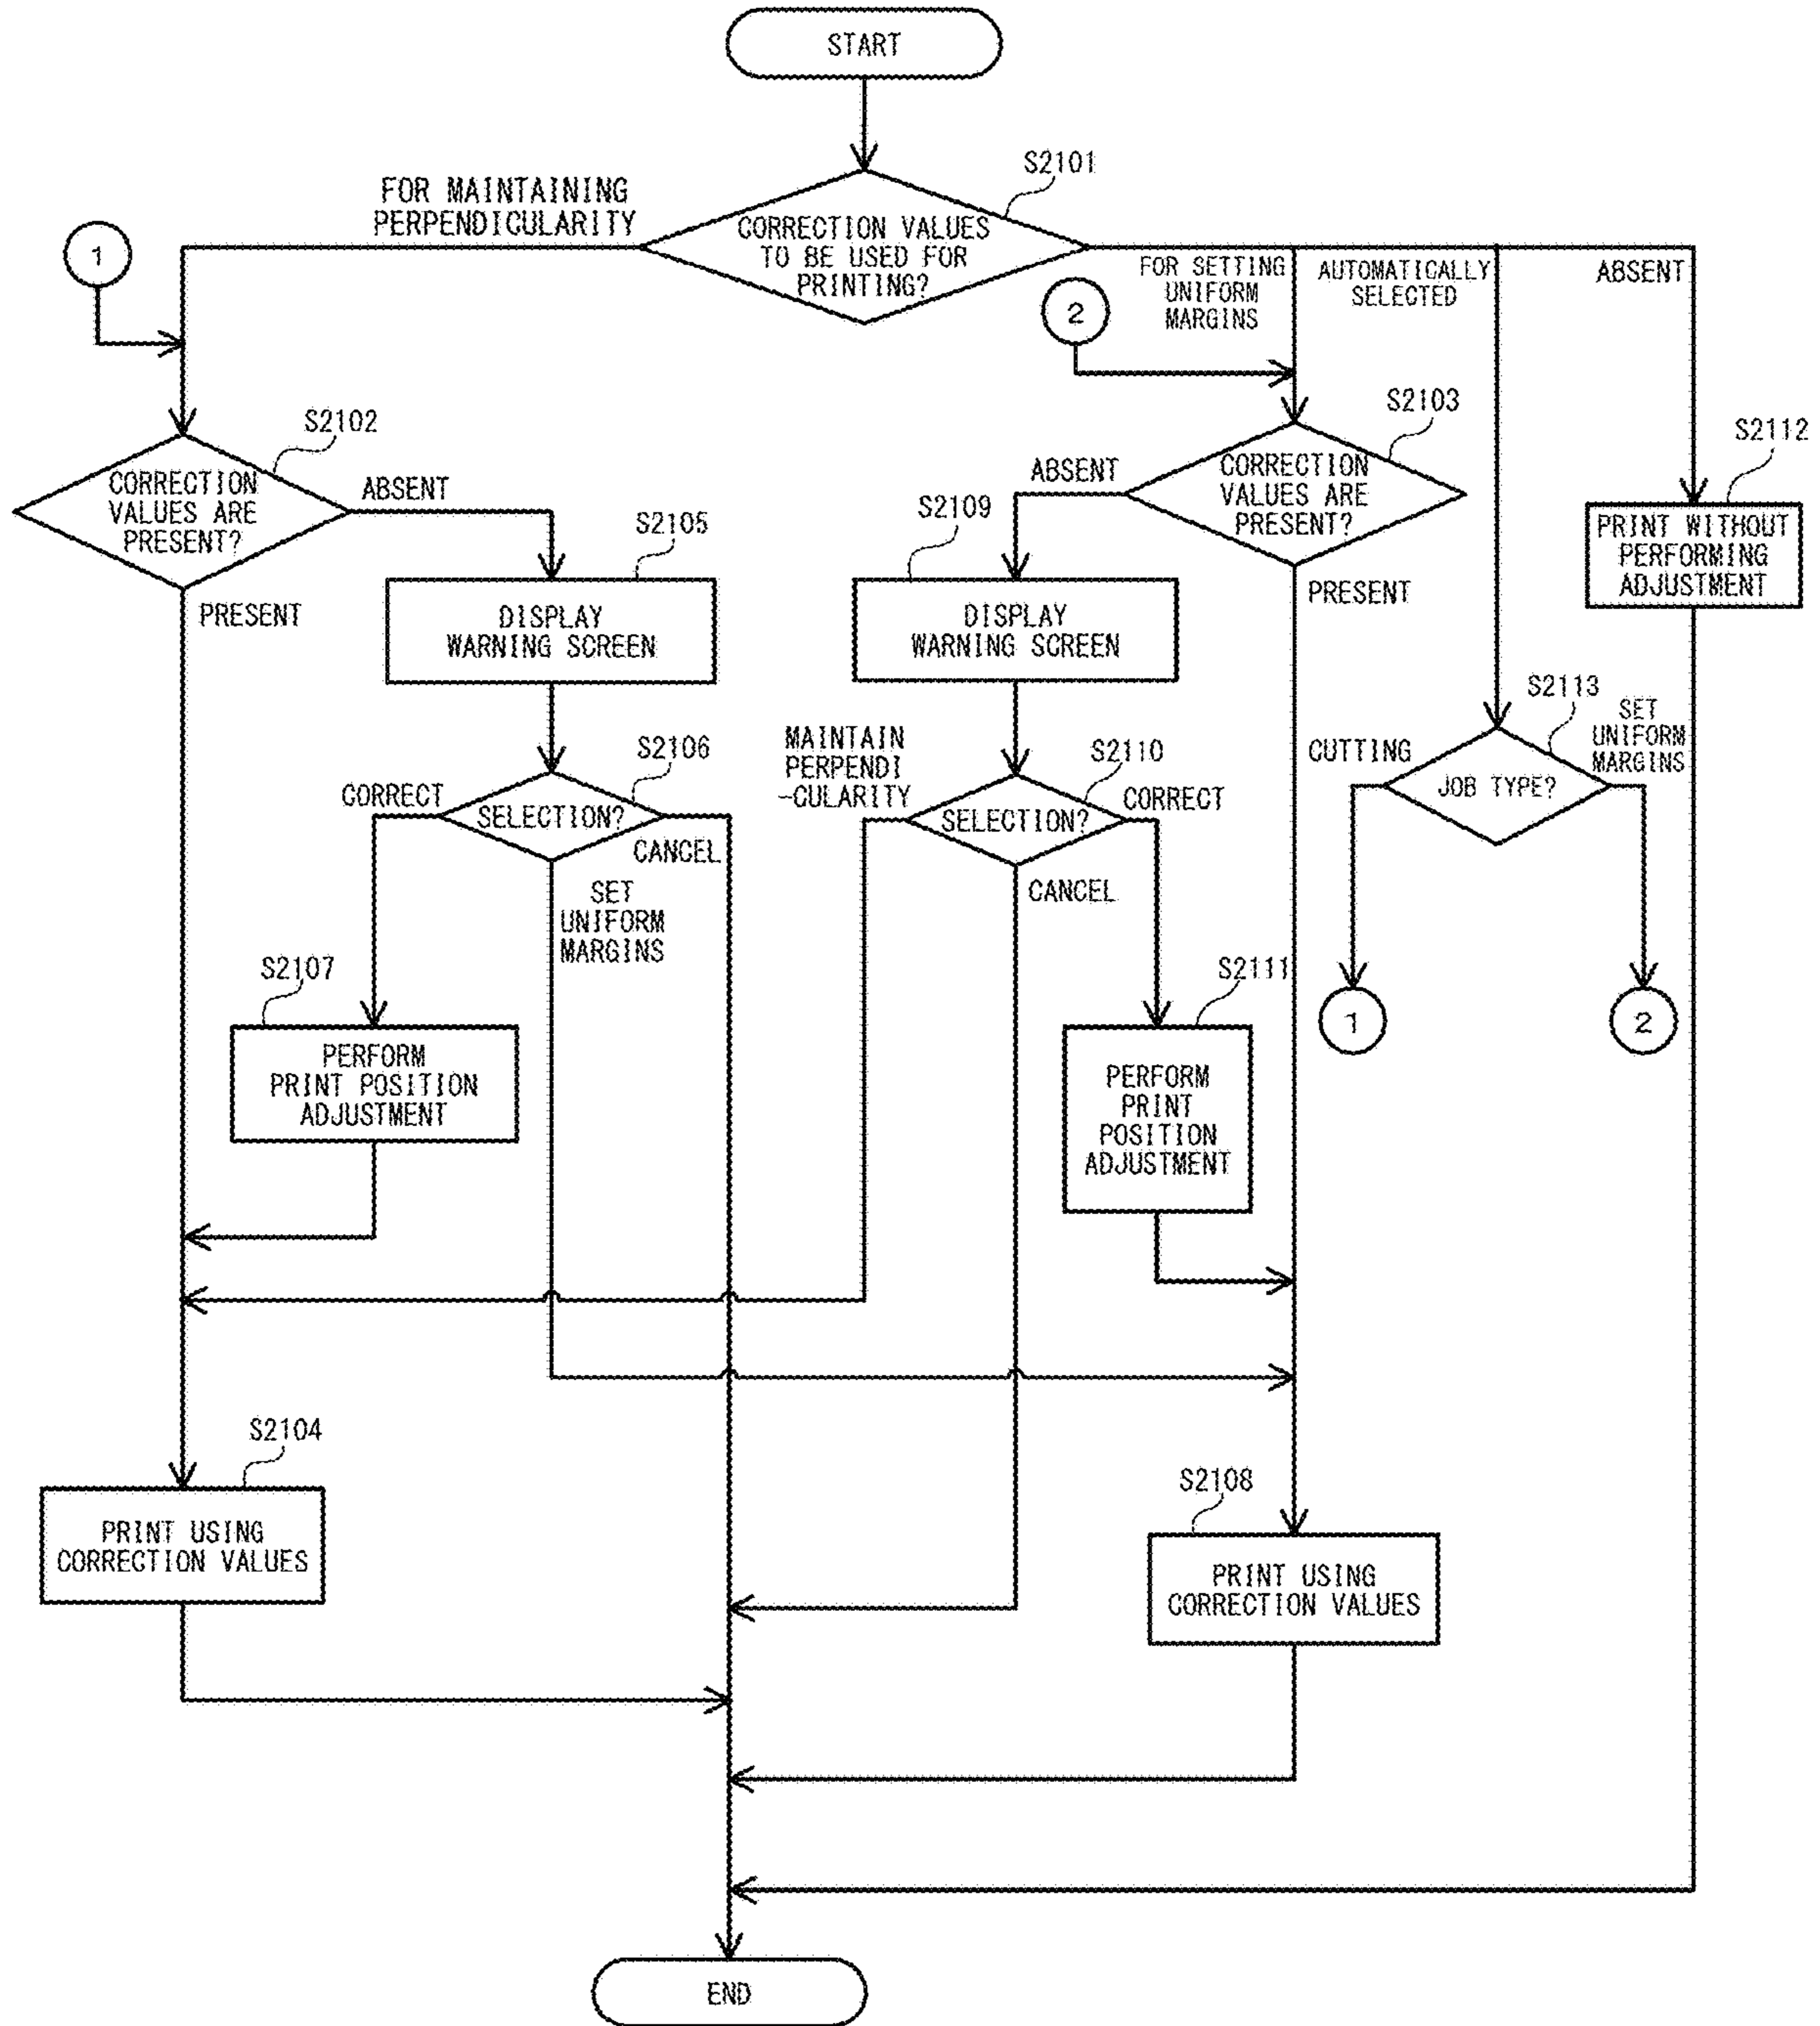 START
S2101
FOR MAINTAINING
PERPENDICULARITY
CORRECTION VALUES
TO BE USED FOR
PRINTING?
1
FOR SETTING
UNIFORM
MARGINS
AUTOMATICALLY
SELECTED
ABSENT
2
S2102
CORRECTION
VALUES ARE
PRESENT?
ABSENT
PRESENT
S2103
CORRECTION
VALUES ARE
PRESENT?
ABSENT
PRESENT
S2112
PRINT WITHOUT
PERFORMING
ADJUSTMENT
S2105
DISPLAY
WARNING SCREEN
S2109
DISPLAY
WARNING SCREEN
S2106
SELECTION?
CORRECT
CANCEL
SET
UNIFORM
MARGINS
MAINTAIN
PERPENDI
-CULARITY
S2110
SELECTION?
CORRECT
CANCEL
S2113
JOB TYPE?
CUTTING
SET
UNIFORM
MARGINS
S2107
PERFORM
PRINT POSITION
ADJUSTMENT
S2111
PERFORM
PRINT
POSITION
ADJUSTMENT
1
2
S2104
PRINT USING
CORRECTION VALUES
S2108
PRINT USING
CORRECTION VALUES
END